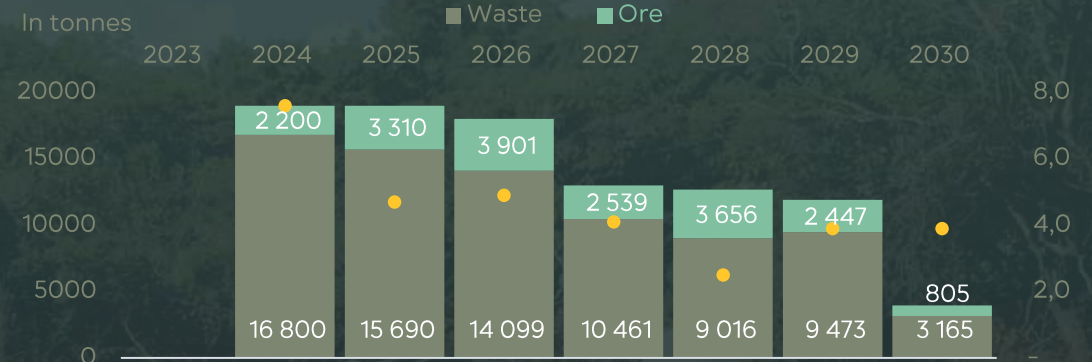 In tonnes
Waste Ore
2023 2024 2025 2026 2027 2028 2029 2030
20000 8,0
2 200 3 310 3 901
15000 6,0
2 539 3 656 2 447
10000 4,0
5000 805 2,0
16 800 15 690 14 099 10 461 9 016 9 473 3 165
0 –